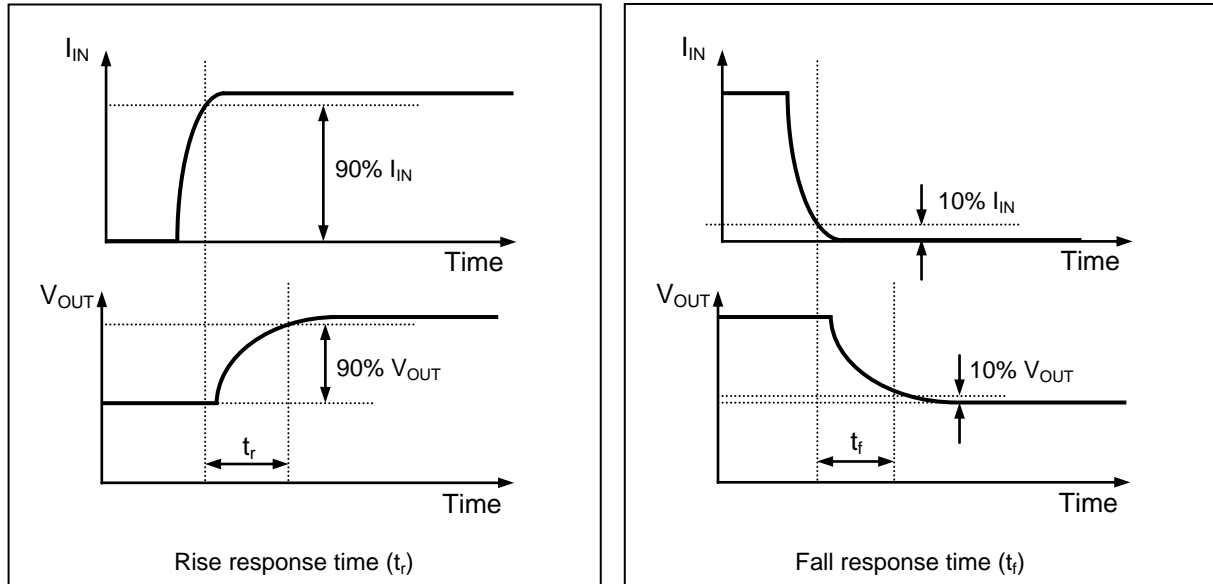 I_IN
90% I_IN
Time
V_OUT
90% V_OUT
t_r
Time
Rise response time (t_r)
I_IN
10% I_IN
Time
V_OUT
10% V_OUT
t_f
Time
Fall response time (t_f)